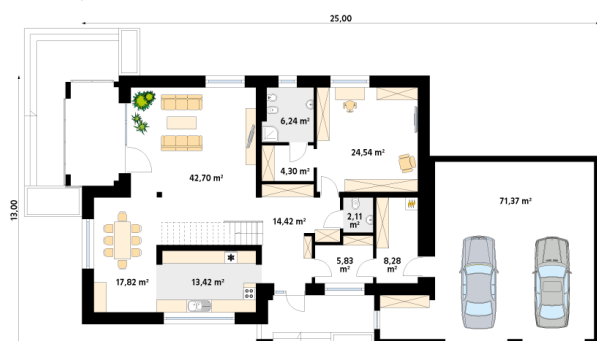 25,00
6,24 m²
24,54 m²
4,30 m²
42,70 m²
71,37 m²
13,00
14,42 m²
2,11
m²
5,83
m²
8,28
m²
17,82 m²
13,42 m²